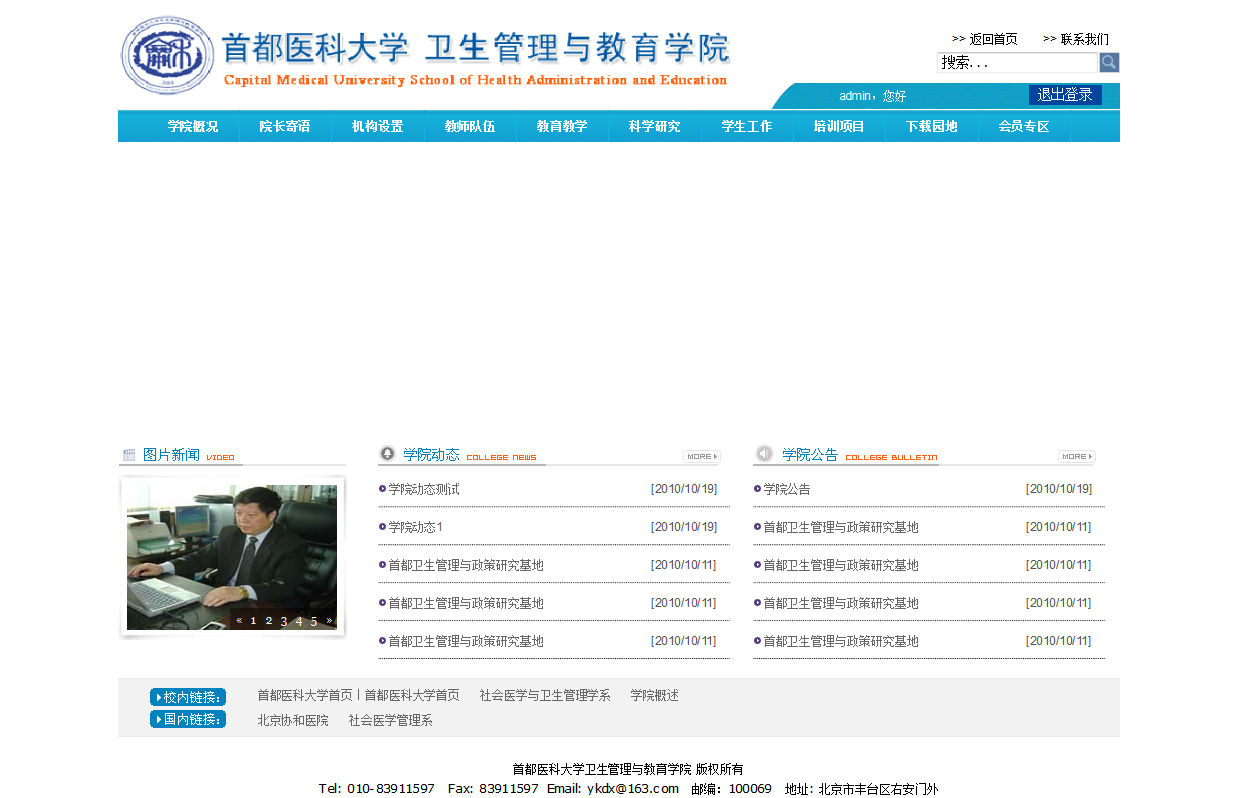 首都医科大学 卫生管理与教育学院
Capital Medical University School of Health Administration and Education
>> 返回首页 >> 联系我们
搜索...
admin，您好 退出登录
学院概况 院长寄语 机构设置 教师队伍 教育教学 科学研究 学生工作 培训项目 下载园地 会员专区
图片新闻 VIDEO
« 1 2 3 4 5 »
学院动态 COLLEGE NEWS MORE
学院动态测试 [2010/10/19]
学院动态1 [2010/10/19]
首都卫生管理与政策研究基地 [2010/10/11]
首都卫生管理与政策研究基地 [2010/10/11]
首都卫生管理与政策研究基地 [2010/10/11]
学院公告 COLLEGE BULLETIN MORE
学院公告 [2010/10/19]
首都卫生管理与政策研究基地 [2010/10/11]
首都卫生管理与政策研究基地 [2010/10/11]
首都卫生管理与政策研究基地 [2010/10/11]
首都卫生管理与政策研究基地 [2010/10/11]
校内链接： 首都医科大学首页 | 首都医科大学首页 社会医学与卫生管理学系 学院概述
国内链接： 北京协和医院 社会医学管理系
首都医科大学卫生管理与教育学院 版权所有
Tel: 010-83911597 Fax: 83911597 Email: ykdx@163.com 邮编：100069 地址: 北京市丰台区右安门外